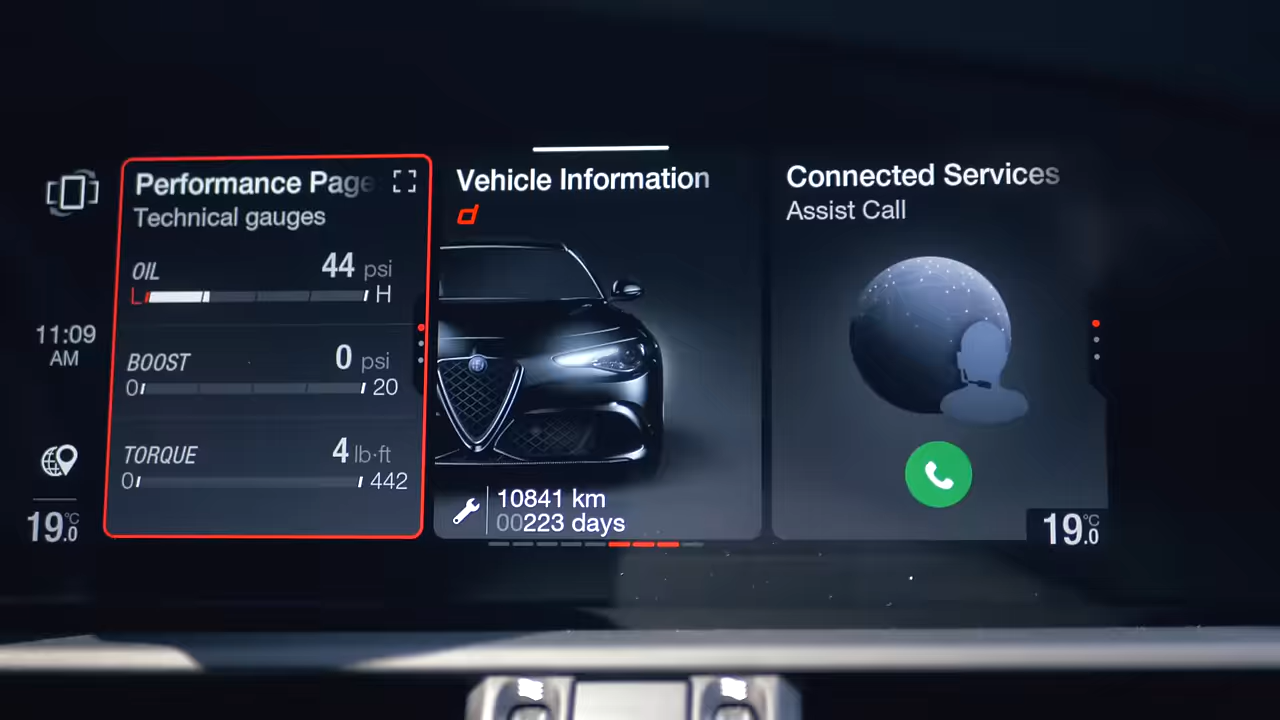 Performance Page
Technical gauges
OIL 44 psi
L H
BOOST 0 psi
0 20
TORQUE 4 lb·ft
0 442
11:09
AM
19.0 °C
Vehicle Information
d
10841 km
00223 days
Connected Services
Assist Call
19.0 °C